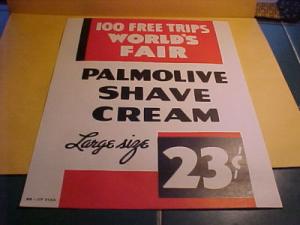 100 FREE TRIPS
WORLD'S
FAIR
PALMOLIVE
SHAVE
CREAM
Large size
23¢